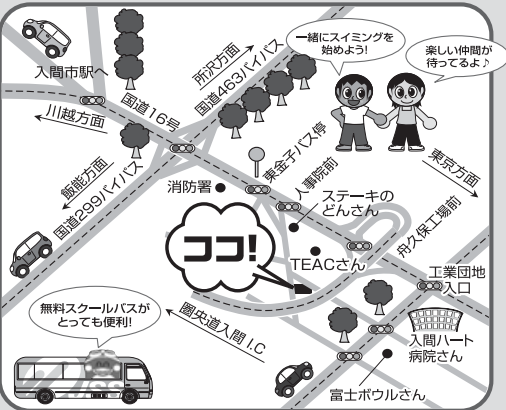 一緒にスイミングを
始めよう!
楽しい仲間が
待ってるよ♪
入間市駅へ
所沢方面
国道463バイパス
国道16号
川越方面
東金子バス停
人事院前
東京方面
飯能方面
国道299バイパス
消防署
ステーキの
どんさん
舟久保工場前
ココ!
TEACさん
工業団地
入口
無料スクールバスが
とっても便利!
圏央道入間I.C
入間ハート
病院さん
富士ボウルさん